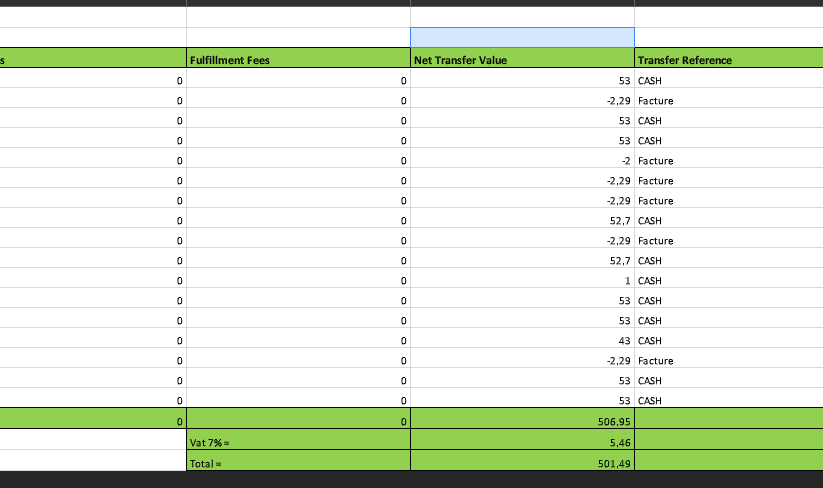 s Fulfillment Fees Net Transfer Value Transfer Reference
0 0 53 CASH
0 0 -2,29 Facture
0 0 53 CASH
0 0 53 CASH
0 0 -2 Facture
0 0 -2,29 Facture
0 0 -2,29 Facture
0 0 52,7 CASH
0 0 -2,29 Facture
0 0 52,7 CASH
0 0 1 CASH
0 0 53 CASH
0 0 53 CASH
0 0 43 CASH
0 0 -2,29 Facture
0 0 53 CASH
0 0 53 CASH
0 0 506,95
Vat 7% = 5,46
Total = 501,49